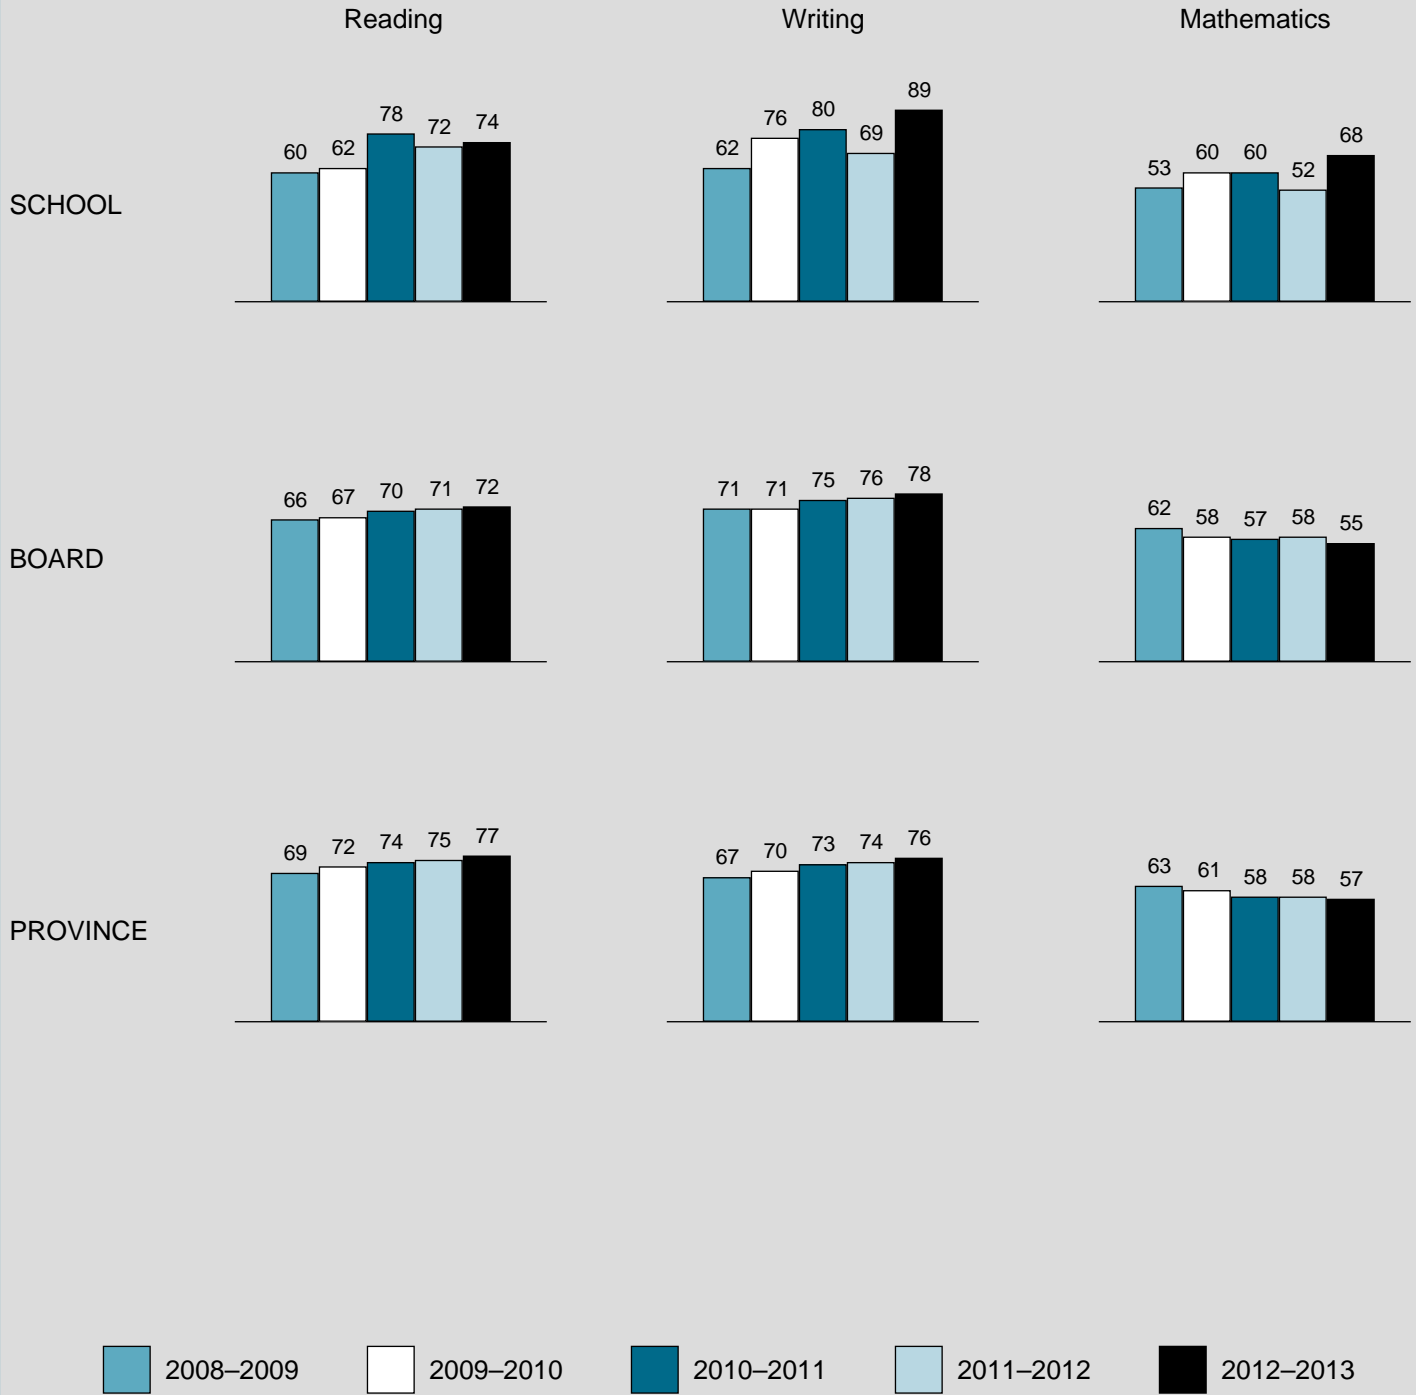 Reading Writing Mathematics
60 62 78 72 74 62 76 80 69 89 53 60 60 52 68
SCHOOL
66 67 70 71 72 71 71 75 76 78 62 58 57 58 55
BOARD
69 72 74 75 77 67 70 73 74 76 63 61 58 58 57
PROVINCE
2008–2009 2009–2010 2010–2011 2011–2012 2012–2013